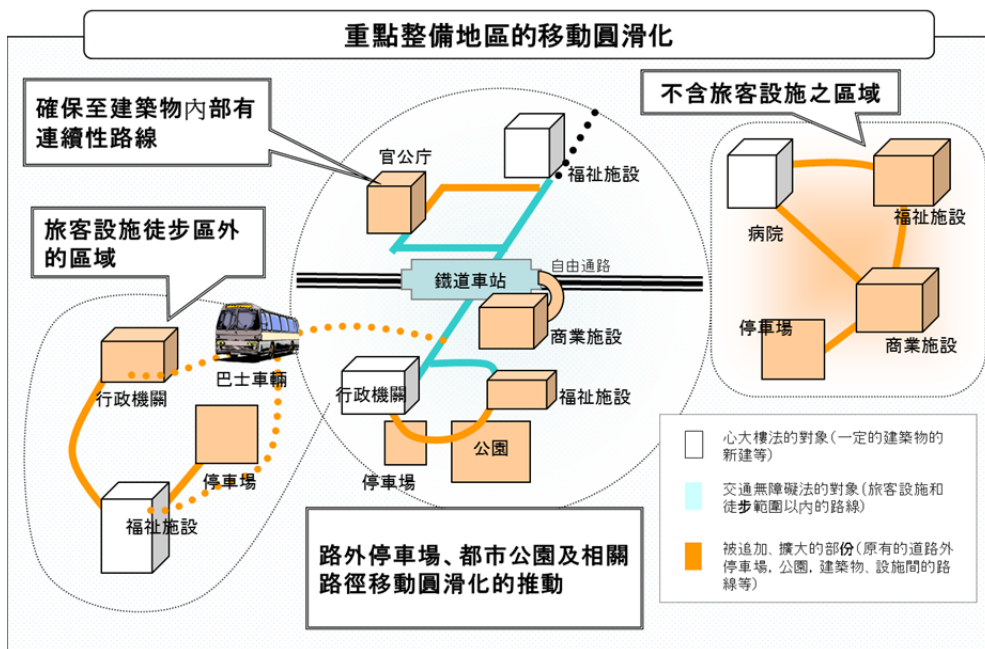 重點整備地區的移動圓滑化
確保至建築物內部有
連續性路線
不含旅客設施之區域
官公庁
福祉施設
旅客設施徒步區外
的區域
病院
福祉施設
鐵道車站
自由通路
停車場
商業施設
商業施設
巴士車輛
行政機關
行政機關
福祉施設
停車場
公園
停車場
福祉施設
路外停車場、都市公園及相關
路徑移動圓滑化的推動
心大樓法的對象(一定的建築物的
新建等)
交通無障礙法的對象(旅客設施和
徒步範圍以內的路線)
被追加、擴大的部份(原有的道路外
停車場, 公園, 建築物、設施間的路
線等)